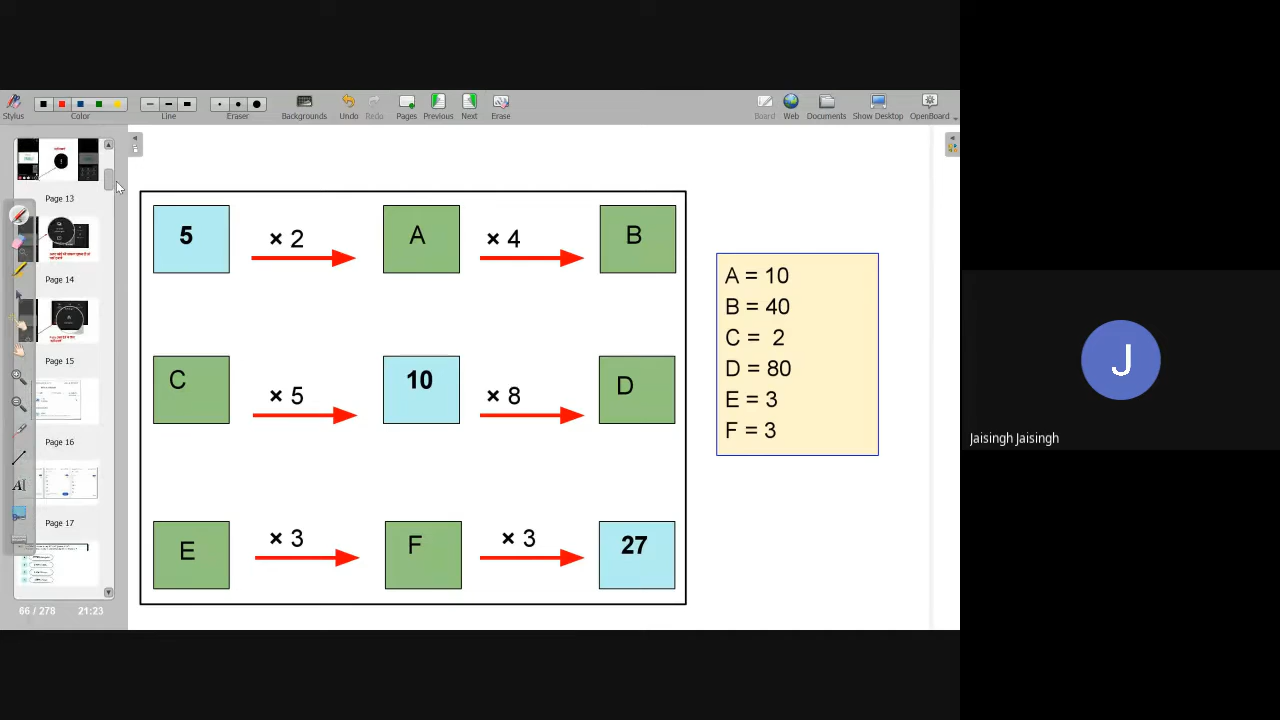 Stylus
Color
Line
Eraser
Backgrounds
Undo
Redo
Pages
Previous
Next
Erase
Board
Web
Documents
Show Desktop
OpenBoard
Page 13
Page 14
Page 15
Page 16
Page 17
66 / 278 21:23
5 × 2 A × 4 B
C × 5 10 × 8 D
E × 3 F × 3 27
A = 10
B = 40
C = 2
D = 80
E = 3
F = 3
J
Jaisingh Jaisingh